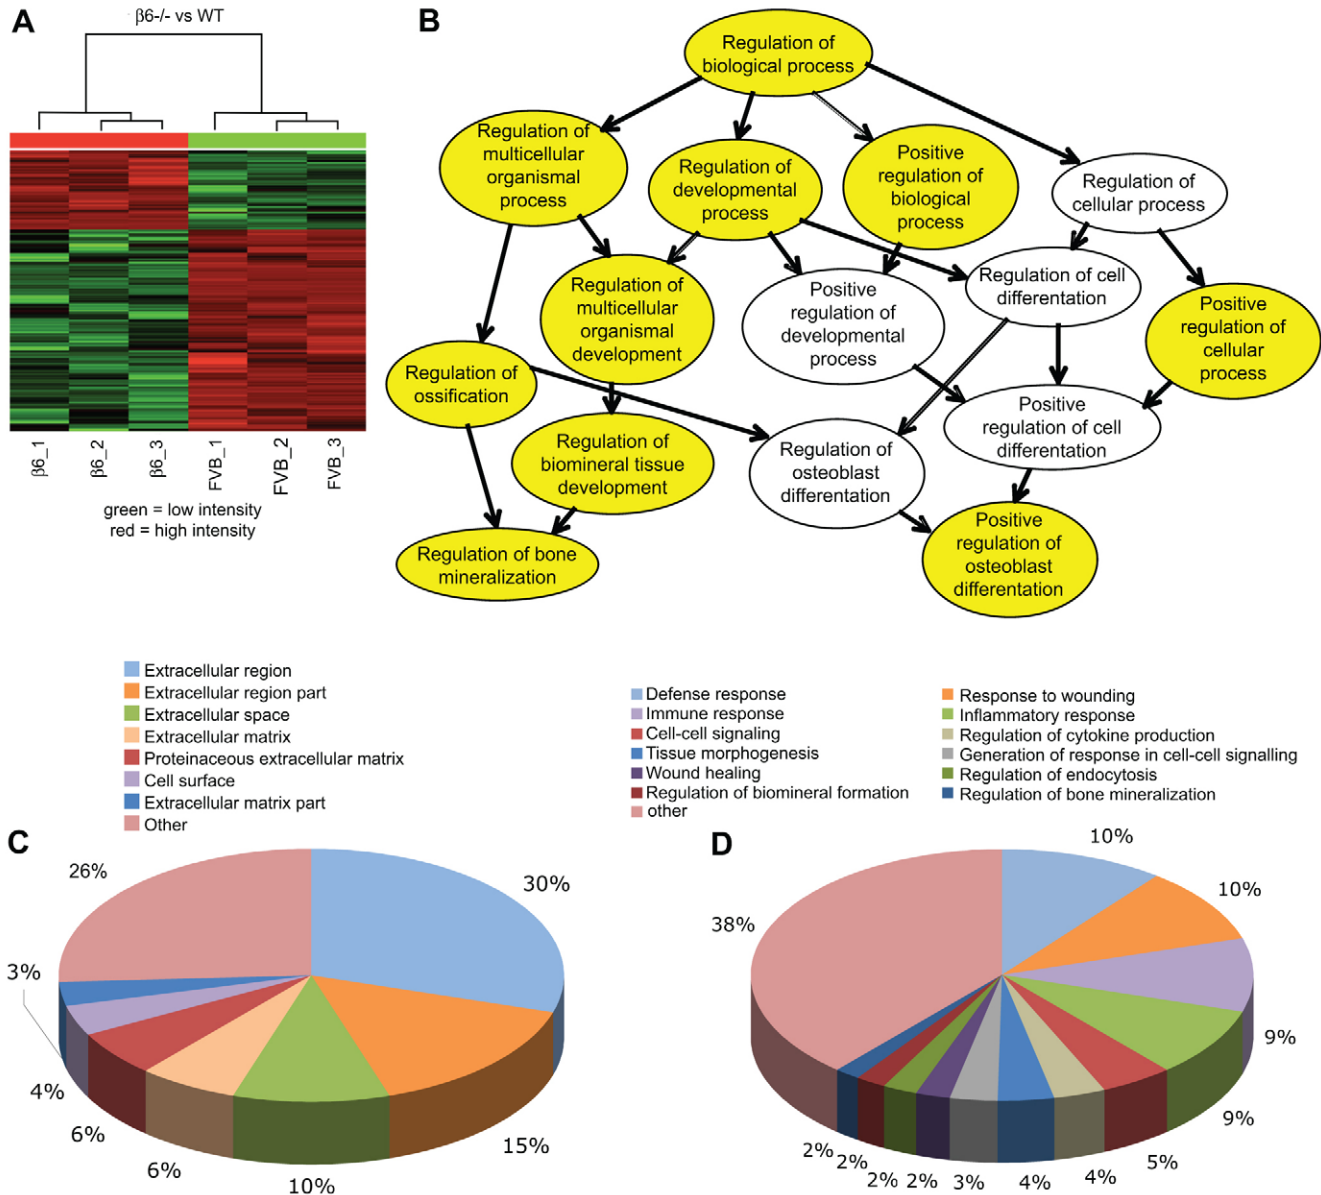 A
β6-/- vs WT
β6_1
β6_2
β6_3
FVB_1
FVB_2
FVB_3
green = low intensity
red = high intensity
B
Regulation of
biological process
Regulation of
multicellular
organismal
process
Regulation of
developmental
process
Positive
regulation of
biological
process
Regulation of
cellular process
Regulation of
multicellular
organismal
development
Positive
regulation of
developmental
process
Regulation of cell
differentation
Positive
regulation of
cellular
process
Regulation of
ossification
Regulation of
biomineral tissue
development
Regulation of
osteoblast
differentation
Positive
regulation of cell
differentation
Regulation of bone
mineralization
Positive
regulation of
osteoblast
differentation
Extracellular region
Extracellular region part
Extracellular space
Extracellular matrix
Proteinaceous extracellular matrix
Cell surface
Extracellular matrix part
Other
C
30%
15%
10%
6%
6%
4%
3%
26%
Defense response
Immune response
Cell-cell signaling
Tissue morphogenesis
Wound healing
Regulation of biomineral formation
other
Response to wounding
Inflammatory response
Regulation of cytokine production
Generation of response in cell-cell signalling
Regulation of endocytosis
Regulation of bone mineralization
D
10%
10%
9%
9%
5%
4%
4%
3%
2%
2%
2%
2%
38%